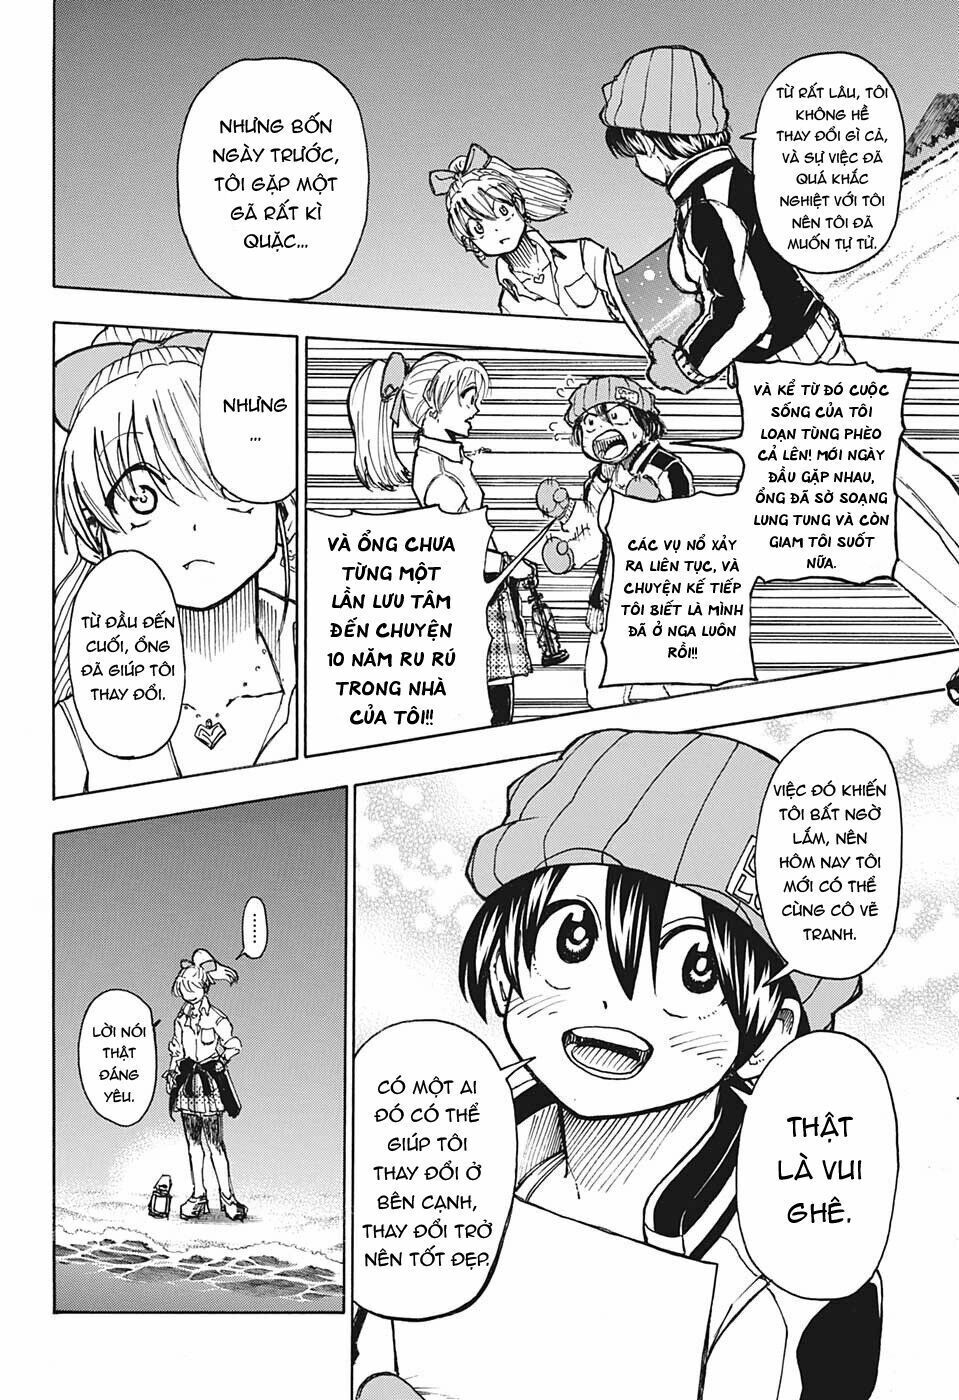 TỪ RẤT LÂU, TÔI
KHÔNG HỀ
THAY ĐỔI GÌ CẢ,
VÀ SỰ VIỆC ĐÃ
QUÁ KHẮC
NGHIỆT VỚI TÔI
NÊN TÔI ĐÃ
MUỐN TỰ TỬ.
NHƯNG BỐN
NGÀY TRƯỚC,
TÔI GẶP MỘT
GÃ RẤT KÌ
QUẶC...
VÀ KỂ TỪ ĐÓ CUỘC
SỐNG CỦA TÔI
LOẠN TÙNG PHÈO
CẢ LÊN! MỚI NGÀY
ĐẦU GẶP NHAU,
ỔNG ĐÃ SỜ SOẠNG
LUNG TUNG VÀ CÒN
GIAM TÔI SUỐT
NỮA.
CÁC VỤ NỔ XẢY
RA LIÊN TỤC, VÀ
CHUYỆN KẾ TIẾP
TÔI BIẾT LÀ MÌNH
ĐÃ Ở NGA LUÔN
RỒI!!
VÀ ỔNG CHƯA
TỪNG MỘT
LẦN LƯU TÂM
ĐẾN CHUYỆN
10 NĂM RU RÚ
TRONG NHÀ
CỦA TÔI!!
NHƯNG
...
TỪ ĐẦU ĐẾN
CUỐI, ỔNG
ĐÃ GIÚP TÔI
THAY ĐỔI.
VIỆC ĐÓ KHIẾN
TÔI BẤT NGỜ
LẮM, NÊN
HÔM NAY TÔI
MỚI CÓ THỂ
CÙNG CÔ VẼ
TRANH.
CÓ MỘT AI
ĐÓ CÓ THỂ
GIÚP TÔI
THAY ĐỔI Ở
BÊN CẠNH,
THAY ĐỔI TRỞ
NÊN TỐT ĐẸP.
THẬT
LÀ VUI
GHÊ.
......
LỜI NÓI
THẬT
ĐÁNG
YÊU.